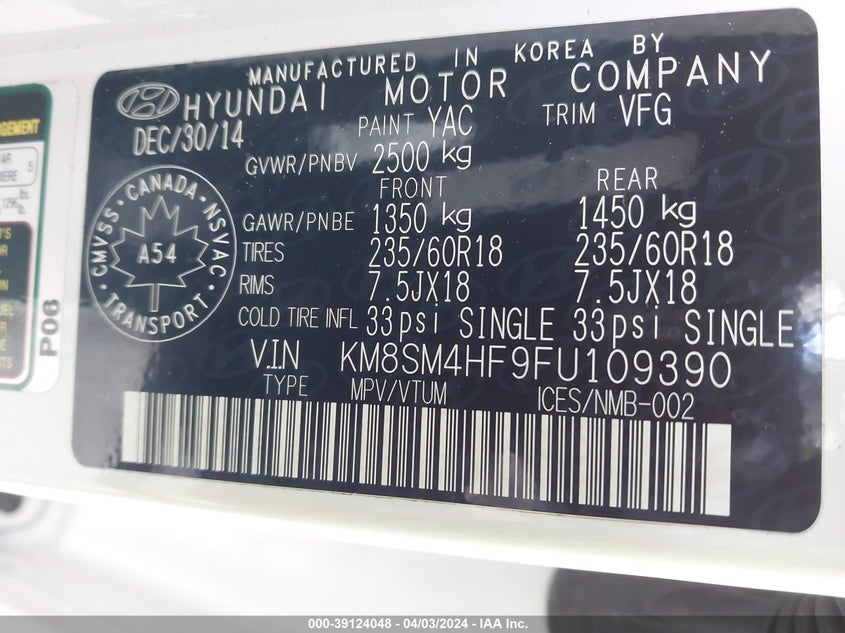 MANUFACTURED IN KOREA BY
HYUNDAI MOTOR COMPANY
DEC/30/14 PAINT YAC TRIM VFG
GVWR/PNBV 2500 kg
FRONT REAR
GAWR/PNBE 1350 kg 1450 kg
TIRES 235/60R18 235/60R18
RIMS 7.5JX18 7.5JX18
COLD TIRE INFL 33psi SINGLE 33psi SINGLE
V.I.N KM8SM4HF9FU109390
TYPE MPV/VTUM ICES/NMB-002
CMVSS · CANADA · NSVAC · TRANSPORT
A54
P06
5
000-39124048 - 04/03/2024 - IAA Inc.